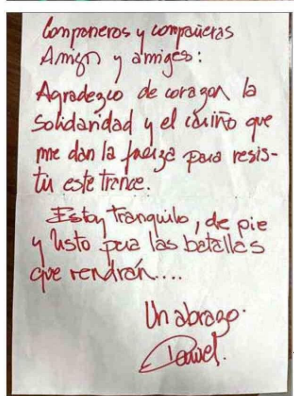 Compañeros y compañeras
Amigos y amigas:
Agradezco de corazon la
solidaridad y el cariño que
me dan la fuerza para resis-
tir este trance.
Estoy tranquilo, de pie
y listo para las batallas
que vendrán....
Un abrazo.
Daniel.